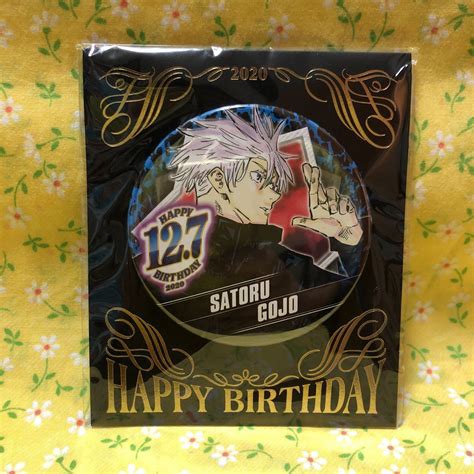 2020
HAPPY
12.7
BIRTHDAY
2020
SATORU
GOJO
HAPPY BIRTHDAY